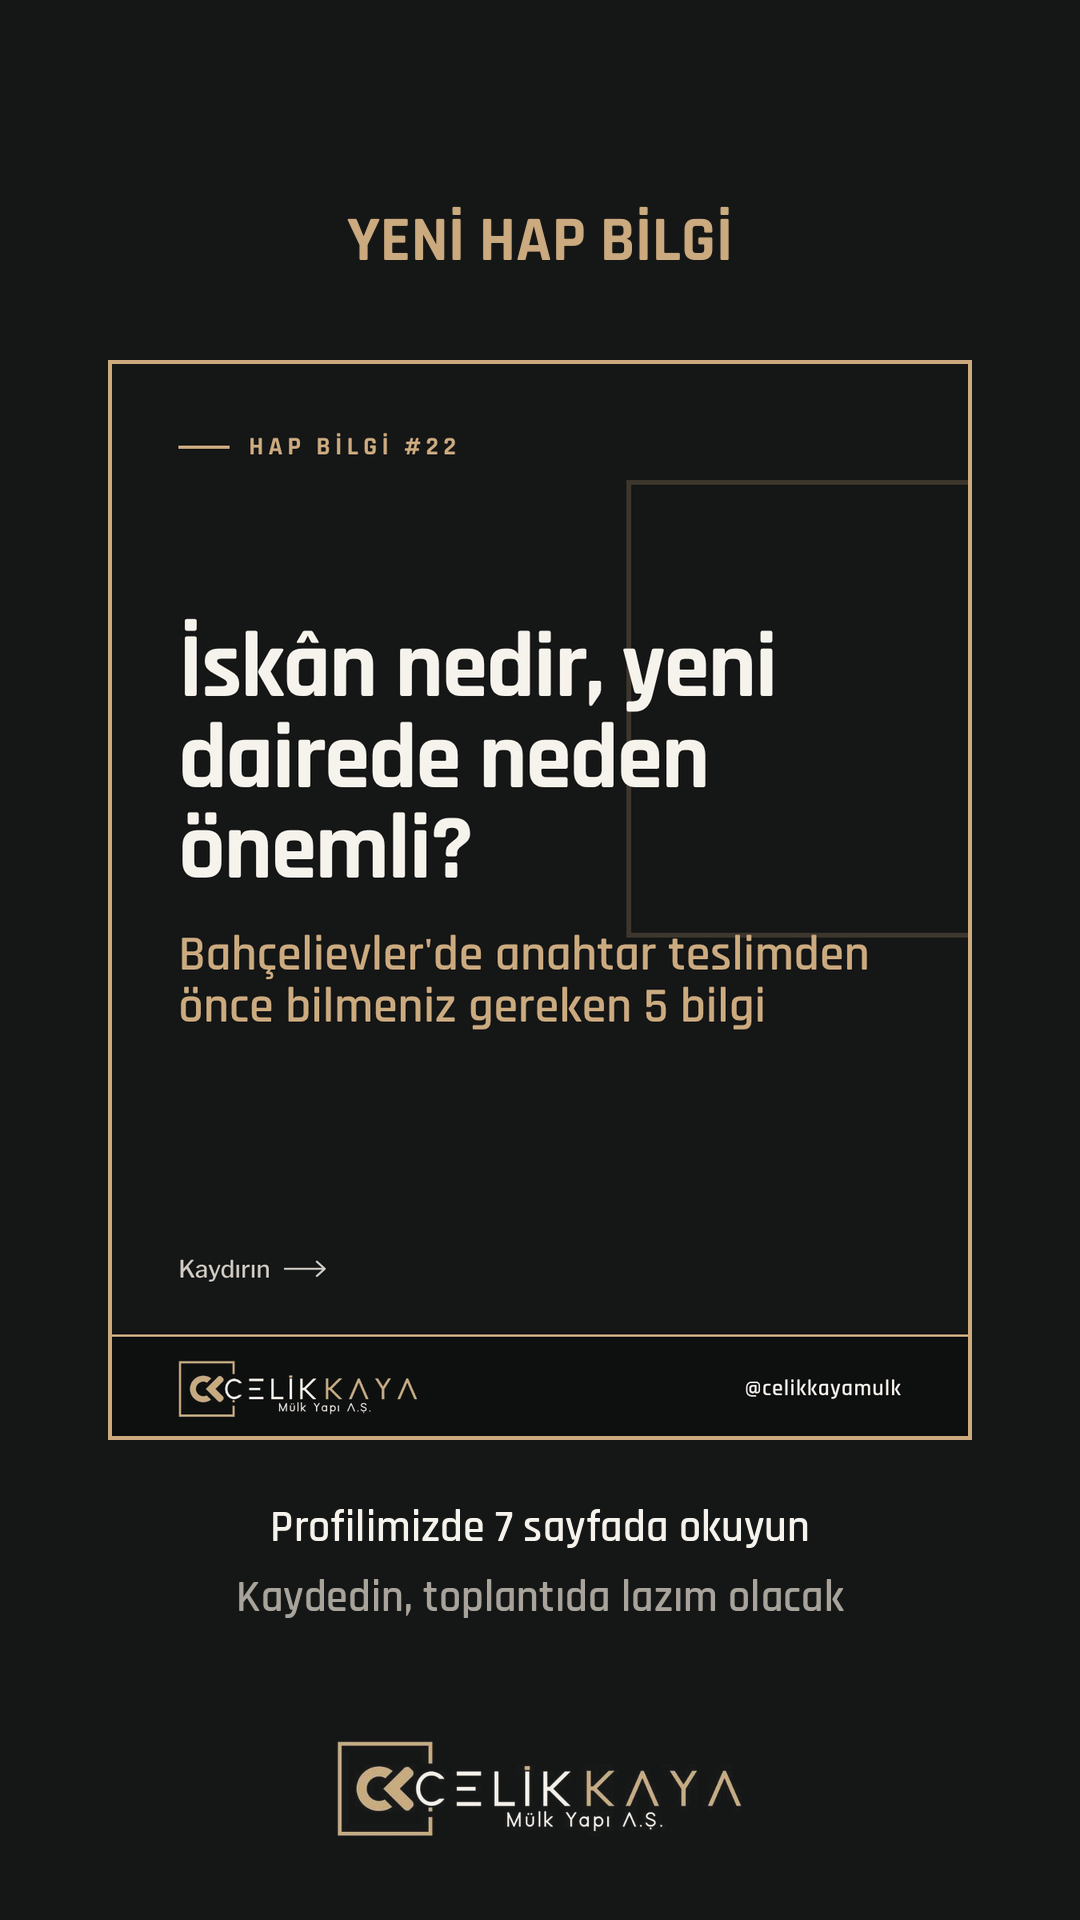 YENİ HAP BİLGİ
HAP BİLGİ #22
İskân nedir, yeni
dairede neden
önemli?
Bahçelievler'de anahtar teslimden
önce bilmeniz gereken 5 bilgi
Kaydırın
ÇELİKKAYA
Mülk Yapı A.Ş.
@celikkayamulk
Profilimizde 7 sayfada okuyun
Kaydedin, toplantıda lazım olacak
ÇELİKKAYA
Mülk Yapı A.Ş.